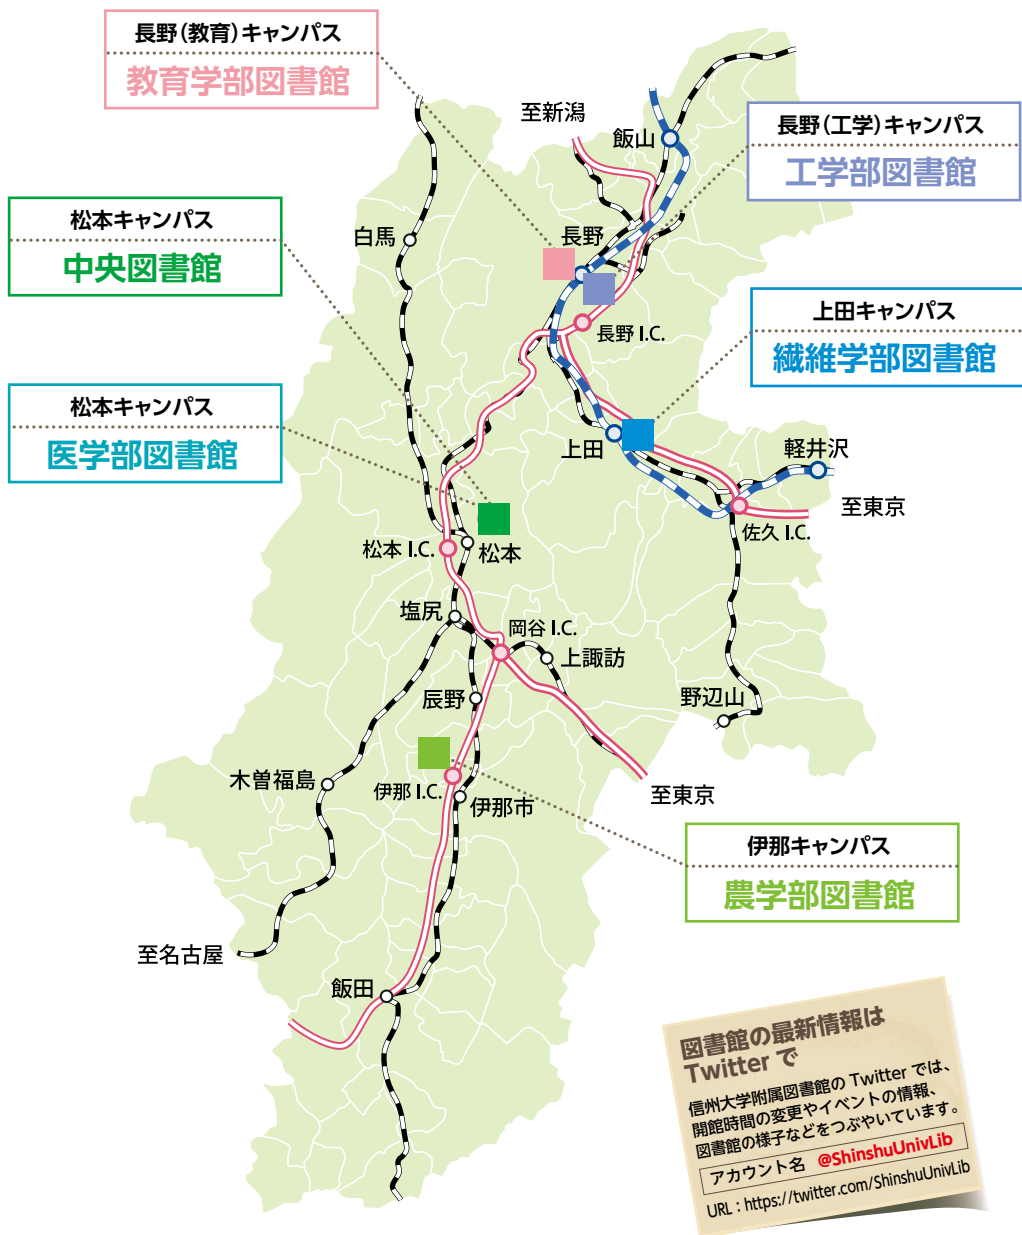 長野（教育）キャンパス
教育学部図書館
至新潟
飯山
長野（工学）キャンパス
工学部図書館
松本キャンパス
中央図書館
白馬
長野
長野 I.C.
上田キャンパス
繊維学部図書館
松本キャンパス
医学部図書館
上田
軽井沢
至東京
佐久 I.C.
松本 I.C.
松本
塩尻
岡谷 I.C.
上諏訪
辰野
野辺山
木曽福島
伊那 I.C.
伊那市
至東京
伊那キャンパス
農学部図書館
至名古屋
飯田
図書館の最新情報は
Twitter で
信州大学附属図書館の Twitter では、
開館時間の変更やイベントの情報、
図書館の様子などをつぶやいています。
アカウント名 @ShinshuUnivLib
URL : https://twitter.com/ShinshuUnivLib